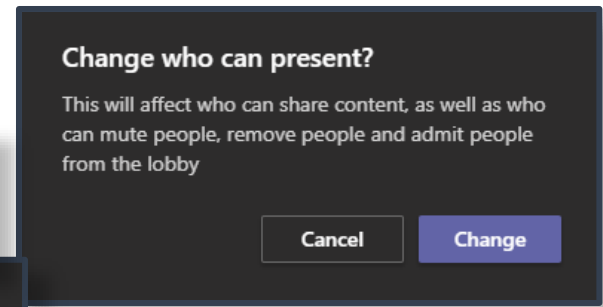 Change who can present?
This will affect who can share content, as well as who
can mute people, remove people and admit people
from the lobby
Cancel Change